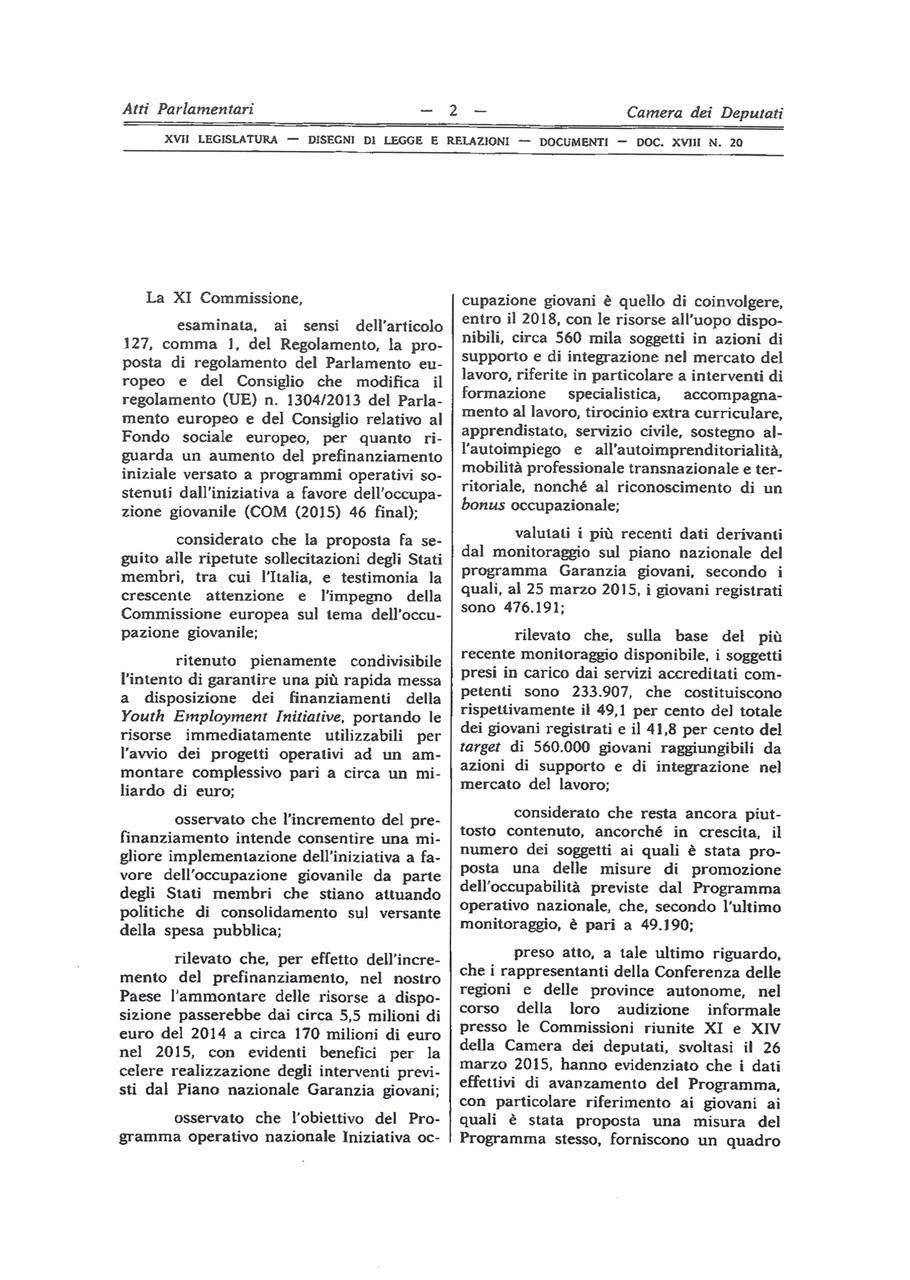 Atti Parlamentari — 2 — Camera dei Deputati
XVII LEGISLATURA — DISEGNI DI LEGGE E RELAZIONI — DOCUMENTI — DOC. XVIII N. 20
La XI Commissione,
esaminata, ai sensi dell'articolo
127, comma 1, del Regolamento, la pro-
posta di regolamento del Parlamento eu-
ropeo e del Consiglio che modifica il
regolamento (UE) n. 1304/2013 del Parla-
mento europeo e del Consiglio relativo al
Fondo sociale europeo, per quanto ri-
guarda un aumento del prefinanziamento
iniziale versato a programmi operativi so-
stenuti dall'iniziativa a favore dell'occupa-
zione giovanile (COM (2015) 46 final);
considerato che la proposta fa se-
guito alle ripetute sollecitazioni degli Stati
membri, tra cui l'Italia, e testimonia la
crescente attenzione e l'impegno della
Commissione europea sul tema dell'occu-
pazione giovanile;
ritenuto pienamente condivisibile
l'intento di garantire una più rapida messa
a disposizione dei finanziamenti della
Youth Employment Initiative, portando le
risorse immediatamente utilizzabili per
l'avvio dei progetti operativi ad un am-
montare complessivo pari a circa un mi-
liardo di euro;
osservato che l'incremento del pre-
finanziamento intende consentire una mi-
gliore implementazione dell'iniziativa a fa-
vore dell'occupazione giovanile da parte
degli Stati membri che stiano attuando
politiche di consolidamento sul versante
della spesa pubblica;
rilevato che, per effetto dell'incre-
mento del prefinanziamento, nel nostro
Paese l'ammontare delle risorse a dispo-
sizione passerebbe dai circa 5,5 milioni di
euro del 2014 a circa 170 milioni di euro
nel 2015, con evidenti benefici per la
celere realizzazione degli interventi previ-
sti dal Piano nazionale Garanzia giovani;
osservato che l'obiettivo del Pro-
gramma operativo nazionale Iniziativa oc-
cupazione giovani è quello di coinvolgere,
entro il 2018, con le risorse all'uopo dispo-
nibili, circa 560 mila soggetti in azioni di
supporto e di integrazione nel mercato del
lavoro, riferite in particolare a interventi di
formazione specialistica, accompagna-
mento al lavoro, tirocinio extra curriculare,
apprendistato, servizio civile, sostegno al-
l'autoimpiego e all'autoimprenditorialità,
mobilità professionale transnazionale e ter-
ritoriale, nonché al riconoscimento di un
bonus occupazionale;
valutati i più recenti dati derivanti
dal monitoraggio sul piano nazionale del
programma Garanzia giovani, secondo i
quali, al 25 marzo 2015, i giovani registrati
sono 476.191;
rilevato che, sulla base del più
recente monitoraggio disponibile, i soggetti
presi in carico dai servizi accreditati com-
petenti sono 233.907, che costituiscono
rispettivamente il 49,1 per cento del totale
dei giovani registrati e il 41,8 per cento del
target di 560.000 giovani raggiungibili da
azioni di supporto e di integrazione nel
mercato del lavoro;
considerato che resta ancora piut-
tosto contenuto, ancorché in crescita, il
numero dei soggetti ai quali è stata pro-
posta una delle misure di promozione
dell'occupabilità previste dal Programma
operativo nazionale, che, secondo l'ultimo
monitoraggio, è pari a 49.190;
preso atto, a tale ultimo riguardo,
che i rappresentanti della Conferenza delle
regioni e delle province autonome, nel
corso della loro audizione informale
presso le Commissioni riunite XI e XIV
della Camera dei deputati, svoltasi il 26
marzo 2015, hanno evidenziato che i dati
effettivi di avanzamento del Programma,
con particolare riferimento ai giovani ai
quali è stata proposta una misura del
Programma stesso, forniscono un quadro